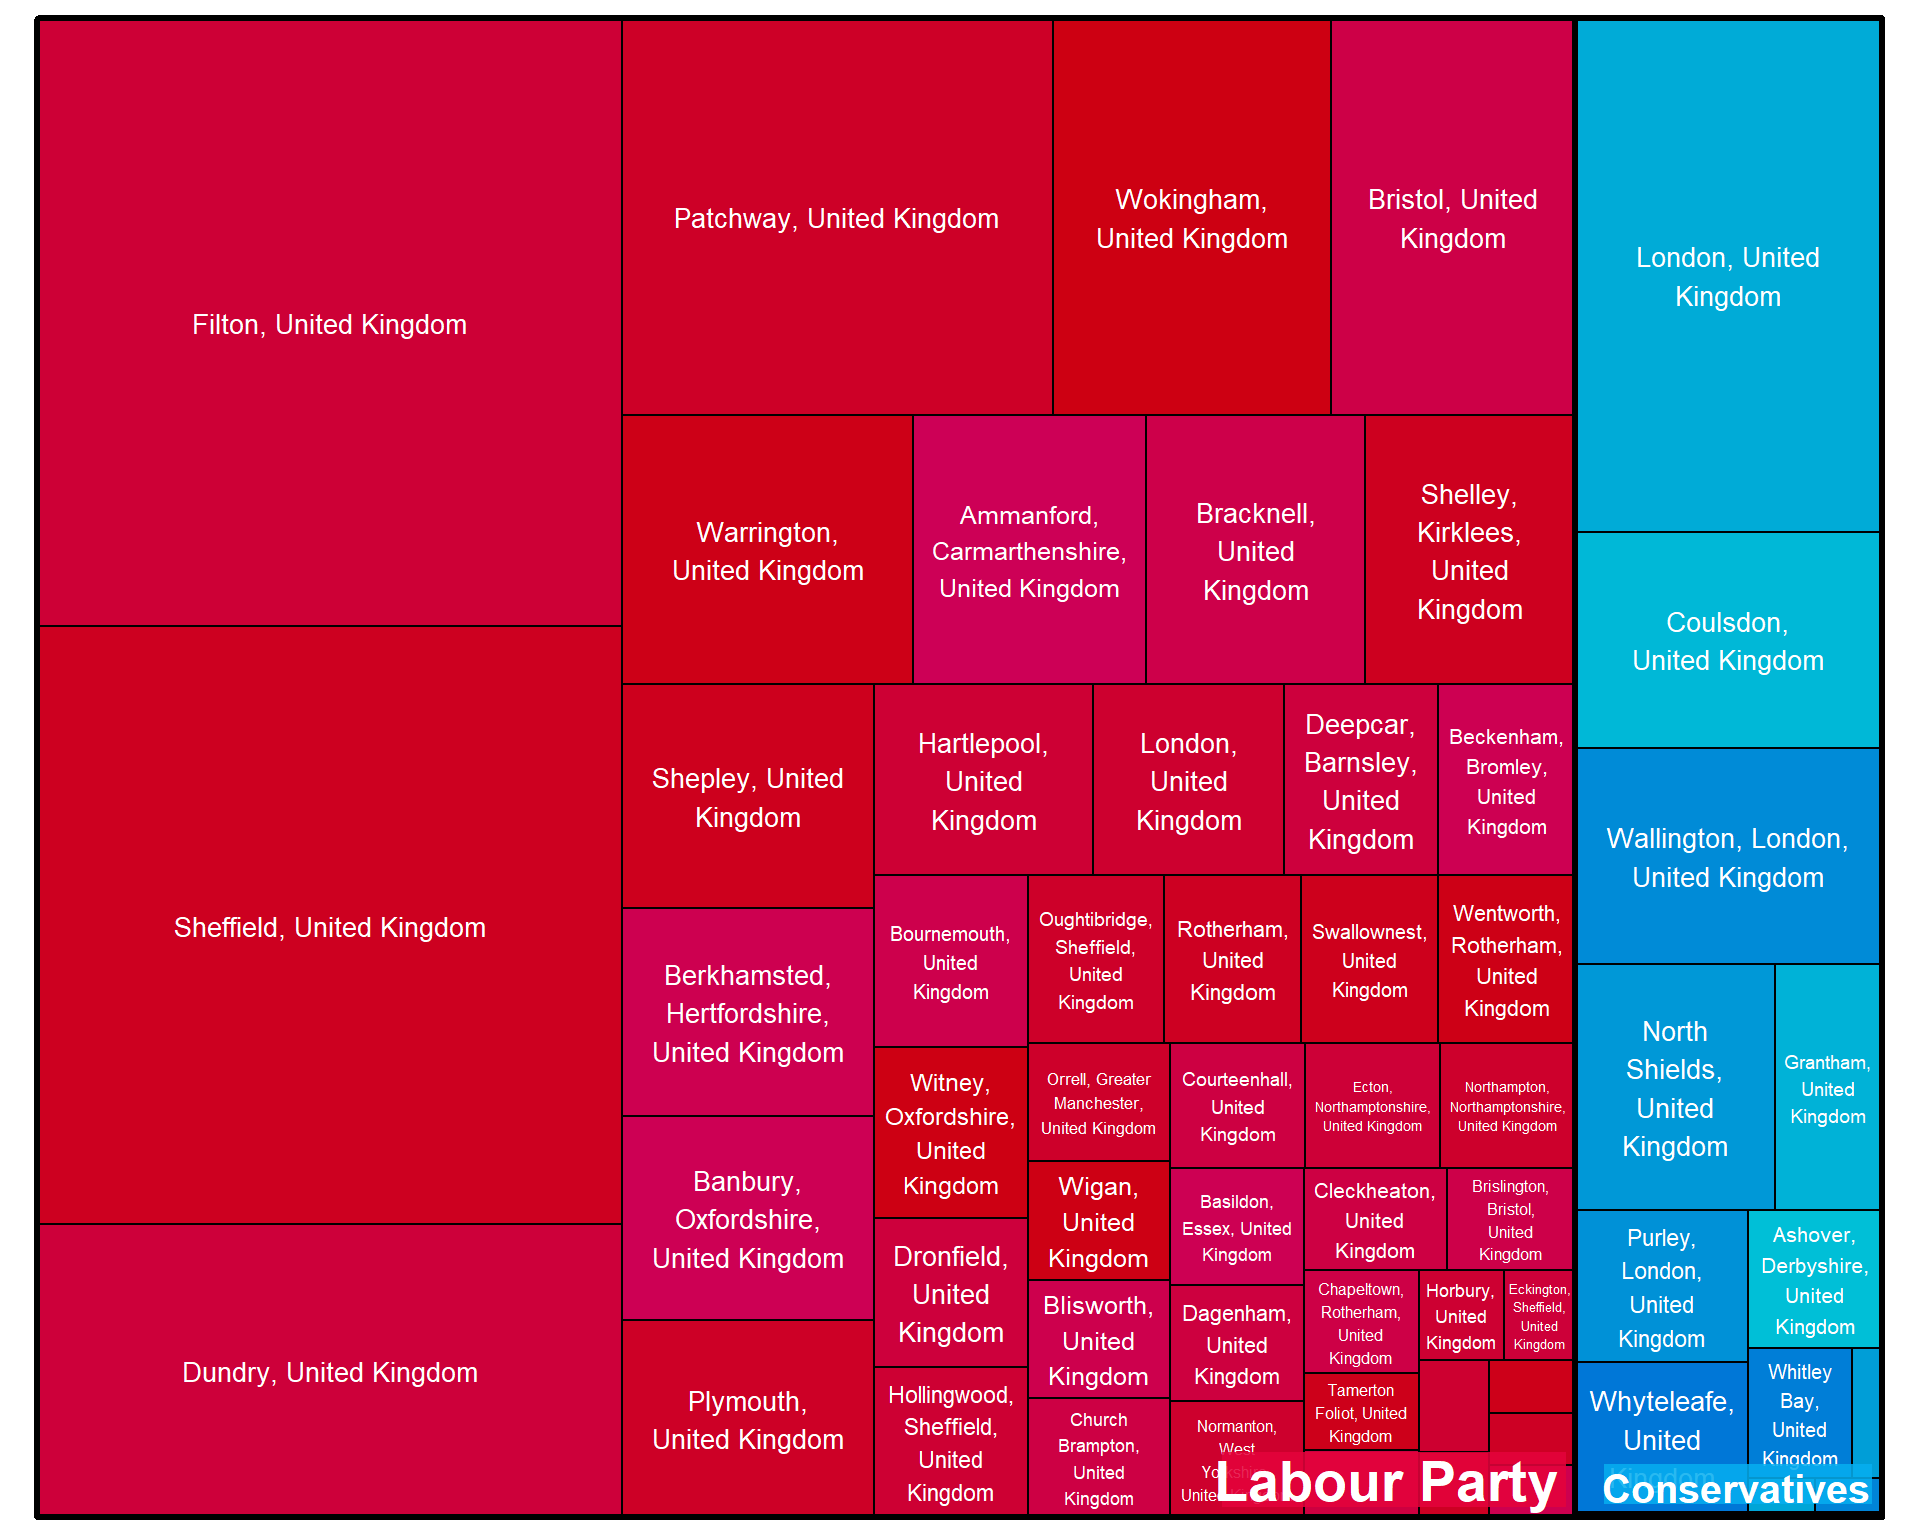 Filton, United Kingdom
Patchway, United Kingdom
Wokingham,
United Kingdom
Bristol, United
Kingdom
London, United
Kingdom
Warrington,
United Kingdom
Ammanford,
Carmarthenshire,
United Kingdom
Bracknell,
United
Kingdom
Shelley,
Kirklees,
United
Kingdom
Coulsdon,
United Kingdom
Sheffield, United Kingdom
Shepley, United
Kingdom
Hartlepool,
United
Kingdom
London,
United
Kingdom
Deepcar,
Barnsley,
United
Kingdom
Beckenham,
Bromley,
United
Kingdom
Wallington, London,
United Kingdom
Berkhamsted,
Hertfordshire,
United Kingdom
Bournemouth,
United
Kingdom
Oughtibridge,
Sheffield,
United
Kingdom
Rotherham,
United
Kingdom
Swallownest,
United
Kingdom
Wentworth,
Rotherham,
United
Kingdom
North
Shields,
United
Kingdom
Grantham,
United
Kingdom
Banbury,
Oxfordshire,
United Kingdom
Witney,
Oxfordshire,
United
Kingdom
Orrell, Greater
Manchester,
United Kingdom
Courteenhall,
United
Kingdom
Ecton,
Northamptonshire,
United Kingdom
Northampton,
Northamptonshire,
United Kingdom
Wigan,
United
Kingdom
Basildon,
Essex, United
Kingdom
Cleckheaton,
United
Kingdom
Brislington,
Bristol,
United
Kingdom
Dundry, United Kingdom
Plymouth,
United Kingdom
Dronfield,
United
Kingdom
Blisworth,
United
Kingdom
Dagenham,
United
Kingdom
Chapeltown,
Rotherham,
United
Kingdom
Horbury,
United
Kingdom
Eckington,
Sheffield,
United
Kingdom
Purley,
London,
United
Kingdom
Ashover,
Derbyshire,
United
Kingdom
Hollingwood,
Sheffield,
United
Kingdom
Church
Brampton,
United
Kingdom
Normanton,
West
Yorkshire,
United
Tamerton
Foliot, United
Kingdom
Whyteleafe,
United
Kingdom
Whitley
Bay,
United
Kingdom
Labour Party
Conservatives